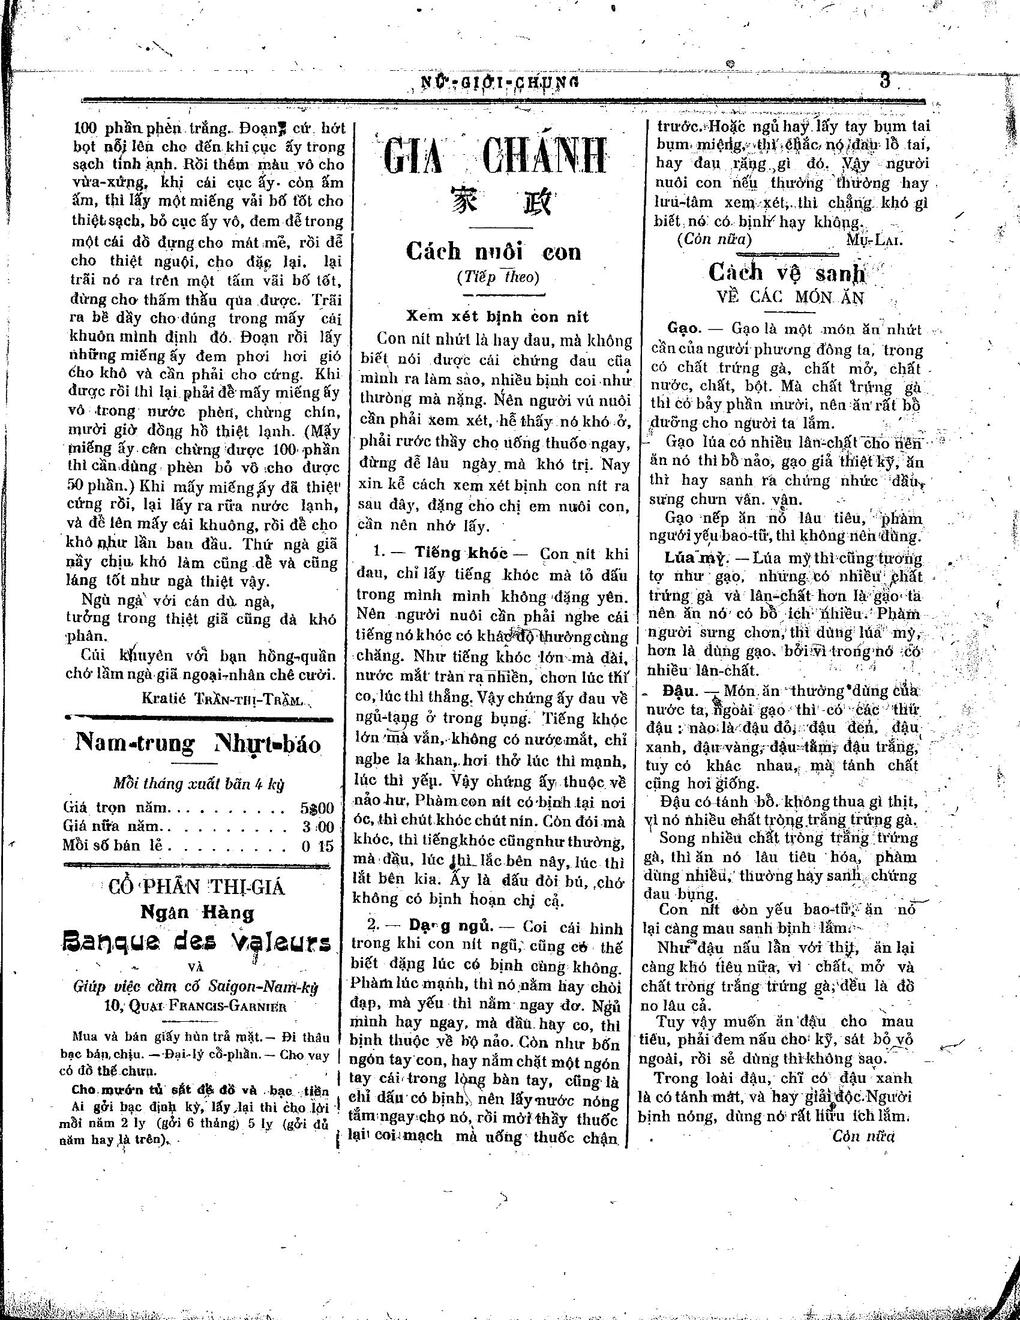 NỮ-GIỚI-CHUNG
3
100 phần phèn trắng. Đoạn, cứ hớt
bọt nổi lên cho đến khi cục ấy trong
sạch tinh anh. Rồi thêm màu vô cho
vừa-xứng, khi cái cục ấy còn ấm
ấm, thì lấy một miếng vải bố tốt cho
thiệt sạch, bỏ cục ấy vô, đem để trong
một cái đồ đựng cho mát mẻ, rồi để
cho thiệt nguội, cho đặc lại, lại
trãi nó ra trên một tấm vãi bố tốt,
đừng cho thấm thấu qua được. Trãi
ra bề dầy cho đúng trong mấy cái
khuôn mình định đó. Đoạn rồi lấy
những miếng ấy đem phơi hơi gió
cho khô và cần phải cho cứng. Khi
được rồi thì lại phải để mấy miếng ấy
vô trong nước phèn, chừng chín,
mười giờ đồng hồ thiệt lạnh. (Mấy
miếng ấy cân chừng được 100 phần
thì cần dùng phèn bỏ vô cho được
50 phần.) Khi mấy miếng ấy đã thiệt
cứng rồi, lại lấy ra rữa nước lạnh,
và để lên mấy cái khuông, rồi để cho
khô như lần ban đầu. Thứ ngà giã
nầy chịu khó làm cũng dễ và cũng
láng tốt như ngà thiệt vậy.
Ngù ngà với cán dù ngà,
tưởng trong thiệt giã cũng đà khó
phân.
Cúi khuyên với bạn hồng-quần
chớ lầm ngà giã ngoại-nhân chê cười.
Kratié TRẦN-THỊ-TRẦM.
Nam-trung Nhựt-báo
Mỗi tháng xuất bãn 4 kỳ
Giá trọn năm. . . . . . . . . 5$00
Giá nữa năm. . . . . . . . . 3 00
Mỗi số bán lẻ . . . . . . . . . 0 15
CỔ PHẦN THỊ-GIÁ
Ngân Hàng
Banque des Valeurs
VÀ
Giúp việc cầm cố Saigon-Nam-kỳ
10, QUAI FRANCIS-GARNIER
Mua và bán giấy hùn trả mặt. — Đi thâu
bạc bán chịu. — Đại-lý cổ-phần. — Cho vay
có đồ thế chưn.
Cho mướn tủ sắt để đồ và bạc tiền
Ai gởi bạc định kỳ, lấy lại thì cho lời
mỗi năm 2 ly (gởi 6 tháng) 5 ly (gởi đủ
năm hay là trên).
GIA CHÁNH
家 政
Cách nuôi con
(Tiếp theo)
Xem xét bịnh con nít
Con nít nhứt là hay đau, mà không
biết nói được cái chứng đau của
mình ra làm sao, nhiều bịnh coi như
thường mà nặng. Nên người vú nuôi
cần phải xem xét, hễ thấy nó khó ở,
phải rước thầy cho uống thuốc ngay,
đừng để lâu ngày mà khó trị. Nay
xin kể cách xem xét bịnh con nít ra
sau đây, đặng cho chị em nuôi con,
cần nên nhớ lấy.
1. — Tiếng khóc — Con nít khi
đau, chỉ lấy tiếng khóc mà tỏ dấu
trong mình mình không đặng yên.
Nên người nuôi cần phải nghe cái
tiếng nó khóc có khác độ thường cùng
chăng. Như tiếng khóc lớn mà dài,
nước mắt tràn ra nhiền, chơn lúc thì
co, lúc thì thẳng. Vậy chứng ấy đau về
ngũ-tạng ở trong bụng. Tiếng khóc
lớn mà vắn, không có nước mắt, chỉ
nghe la khan, hơi thở lúc thì mạnh,
lúc thì yếu. Vậy chứng ấy thuộc về
não hư, Phàm con nít có bịnh tại nơi
óc, thì chút khóc chút nín. Còn đói mà
khóc, thì tiếng khóc cũng như thường,
mà đầu, lúc thì lắc bên này, lúc thì
lắt bên kia. Ấy là dấu đòi bú, chớ
không có bịnh hoạn chi cả.
2. — Dạng ngủ. — Coi cái hình
trong khi con nít ngũ, cũng có thể
biết đặng lúc có bịnh cùng không.
Phàm lúc mạnh, thì nó nằm hay chòi
đạp, mà yếu thì nằm ngay đơ. Ngủ
mình hay ngay, mà đầu hay co, thì
bịnh thuộc về bộ não. Còn như bốn
ngón tay con, hay nắm chặt một ngón
tay cái trong lòng bàn tay, cũng là
chỉ dấu có bịnh, nên lấy nước nóng
tắm ngay cho nó, rồi mời thầy thuốc
lại coi mạch mà uống thuốc chận
trước. Hoặc ngủ hay lấy tay bụm tai
bụm miệng, thì chắc nó đau lỗ tai,
hay đau răng gì đó. Vậy người
nuôi con nếu thường thường hay
lưu-tâm xem xét, thì chẳng khó gì
biết nó có bịnh hay không.
(Còn nữa) MỤ-LAI.
Cách vệ sanh
VỀ CÁC MÓN ĂN
Gạo. — Gạo là một món ăn nhứt
cần của người phương đông ta, trong
có chất trứng gà, chất mở, chất
nước, chất, bột. Mà chất trứng gà
thì có bảy phần mười, nên ăn rất bổ
dưỡng cho người ta lắm.
Gạo lúa có nhiều lân-chất cho nên
ăn nó thì bổ nảo, gạo giả thiệt kỹ, ăn
thì hay sanh ra chứng nhức đầu,
sưng chưn vân. vân.
Gạo nếp ăn nó lâu tiêu, phàm
người yếu bao-tử, thì không nên dùng.
Lúa mỳ. — Lúa mỳ thì cũng tương
tợ như gạo, nhưng có nhiều chất
trứng gà và lân-chất hơn là gạo ta
nên ăn nó có bổ ích nhiều. Phàm
người sưng chơn, thì dùng lúa mỳ,
hơn là dùng gạo. bởi vì trong nó có
nhiều lân-chất.
Đậu. — Món ăn thường dùng của
nước ta, ngoài gạo thì có các thứ
đậu : nào là đậu đỏ, đậu đen, đậu
xanh, đậu vàng, đậu tằm, đậu trắng,
tuy có khác nhau, mà tánh chất
cũng hơi giống.
Đậu có tánh bổ. không thua gì thịt,
vì nó nhiều chất tròng trắng trứng gà.
Song nhiều chất tròng trắng trứng
gà, thì ăn nó lâu tiêu hóa, phàm
dùng nhiều, thường hay sanh chứng
đau bụng.
Con nít còn yếu bao-tử, ăn nó
lại càng mau sanh bịnh lắm.
Như đậu nấu lẫn với thịt, ăn lại
càng khó tiêu nữa, vì chất mở và
chất tròng trắng trứng gà, đều là đồ
no lâu cả.
Tuy vậy muốn ăn đậu cho mau
tiêu, phải đem nấu cho kỹ, sát bỏ vỏ
ngoài, rồi sẻ dùng thì không sao.
Trong loài đậu, chĩ có đậu xanh
là có tánh mát, và hay giải độc. Người
bịnh nóng, dùng nó rất hữu ích lắm.
Còn nữa